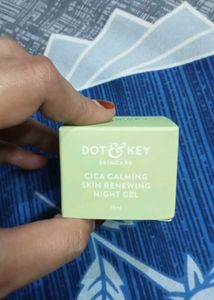 DOT & KEY
SKINCARE
CICA CALMING
SKIN RENEWING
NIGHT GEL